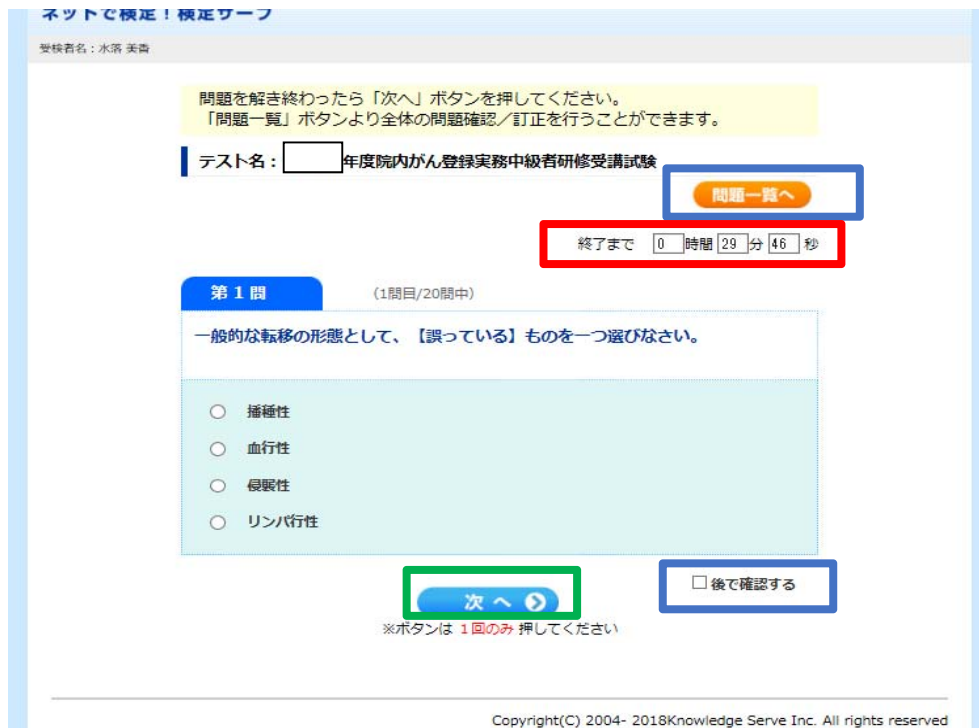 ネットで検定！検定サーブ
受検者名：水落 美香
問題を解き終わったら「次へ」ボタンを押してください。
「問題一覧」ボタンより全体の問題確認／訂正を行うことができます。
テスト名： 年度院内がん登録実務中級者研修受講試験
問題一覧へ
終了まで 0 時間 29 分 46 秒
第１問 (1問目/20問中)
一般的な転移の形態として、【誤っている】ものを一つ選びなさい。
播種性
血行性
侵襲性
リンパ行性
後で確認する
次へ
※ボタンは 1回のみ 押してください
Copyright(C) 2004- 2018Knowledge Serve Inc. All rights reserved